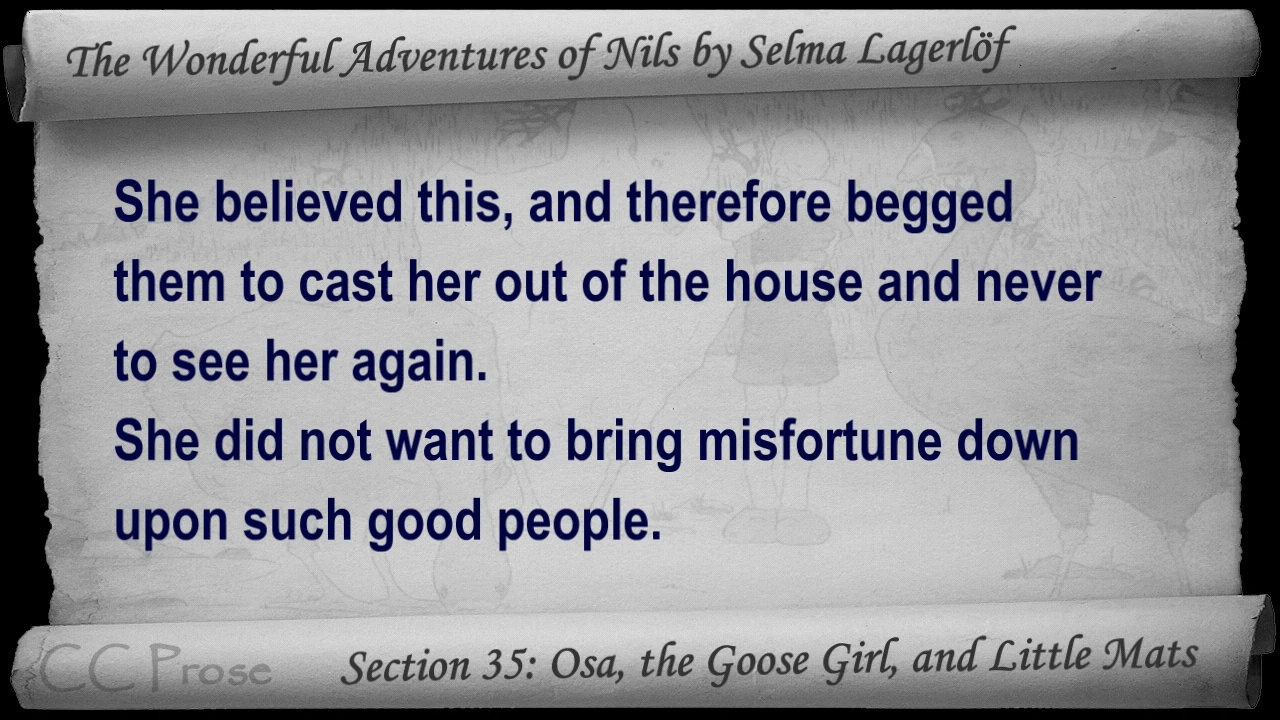 The Wonderful Adventures of Nils by Selma Lagerlöf
She believed this, and therefore begged
them to cast her out of the house and never
to see her again.
She did not want to bring misfortune down
upon such good people.
CC Prose
Section 35: Osa, the Goose Girl, and Little Mats